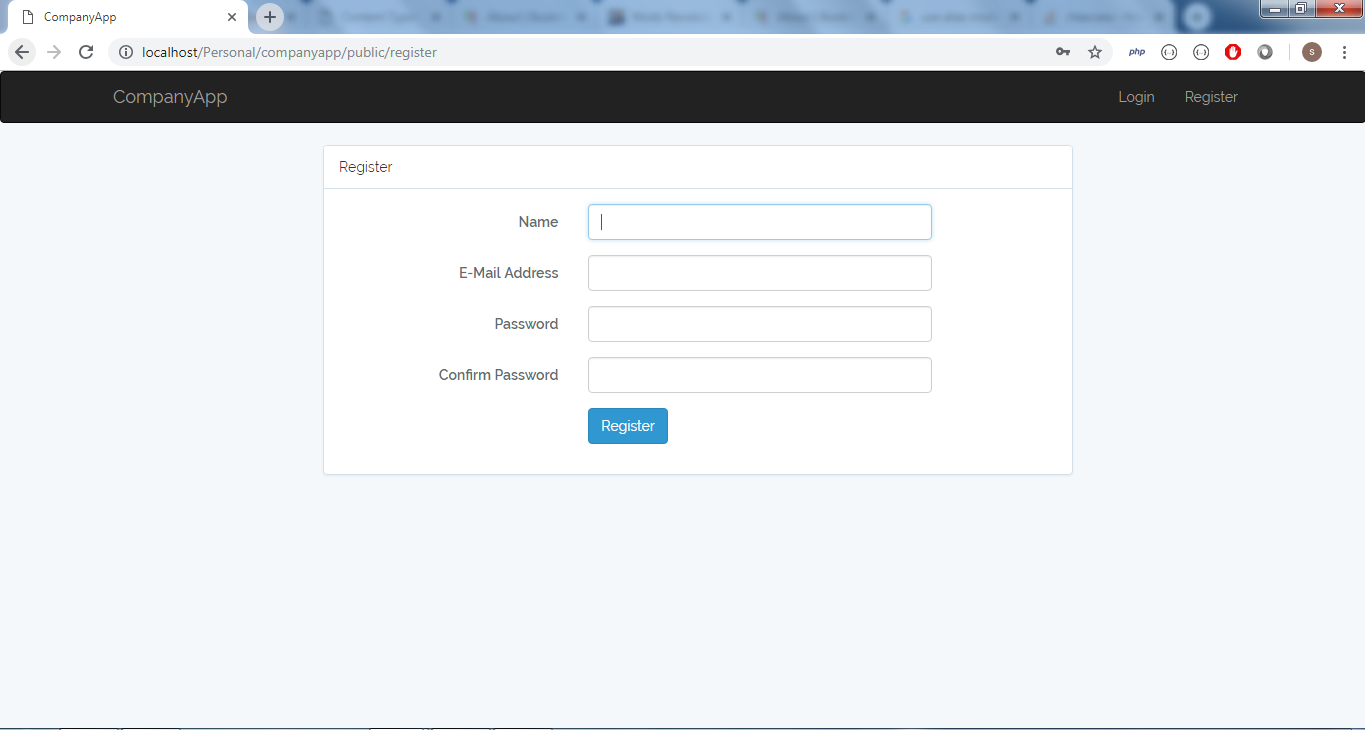 CompanyApp
localhost/Personal/companyapp/public/register
php
S
CompanyApp
Login
Register
Register
Name
E-Mail Address
Password
Confirm Password
Register